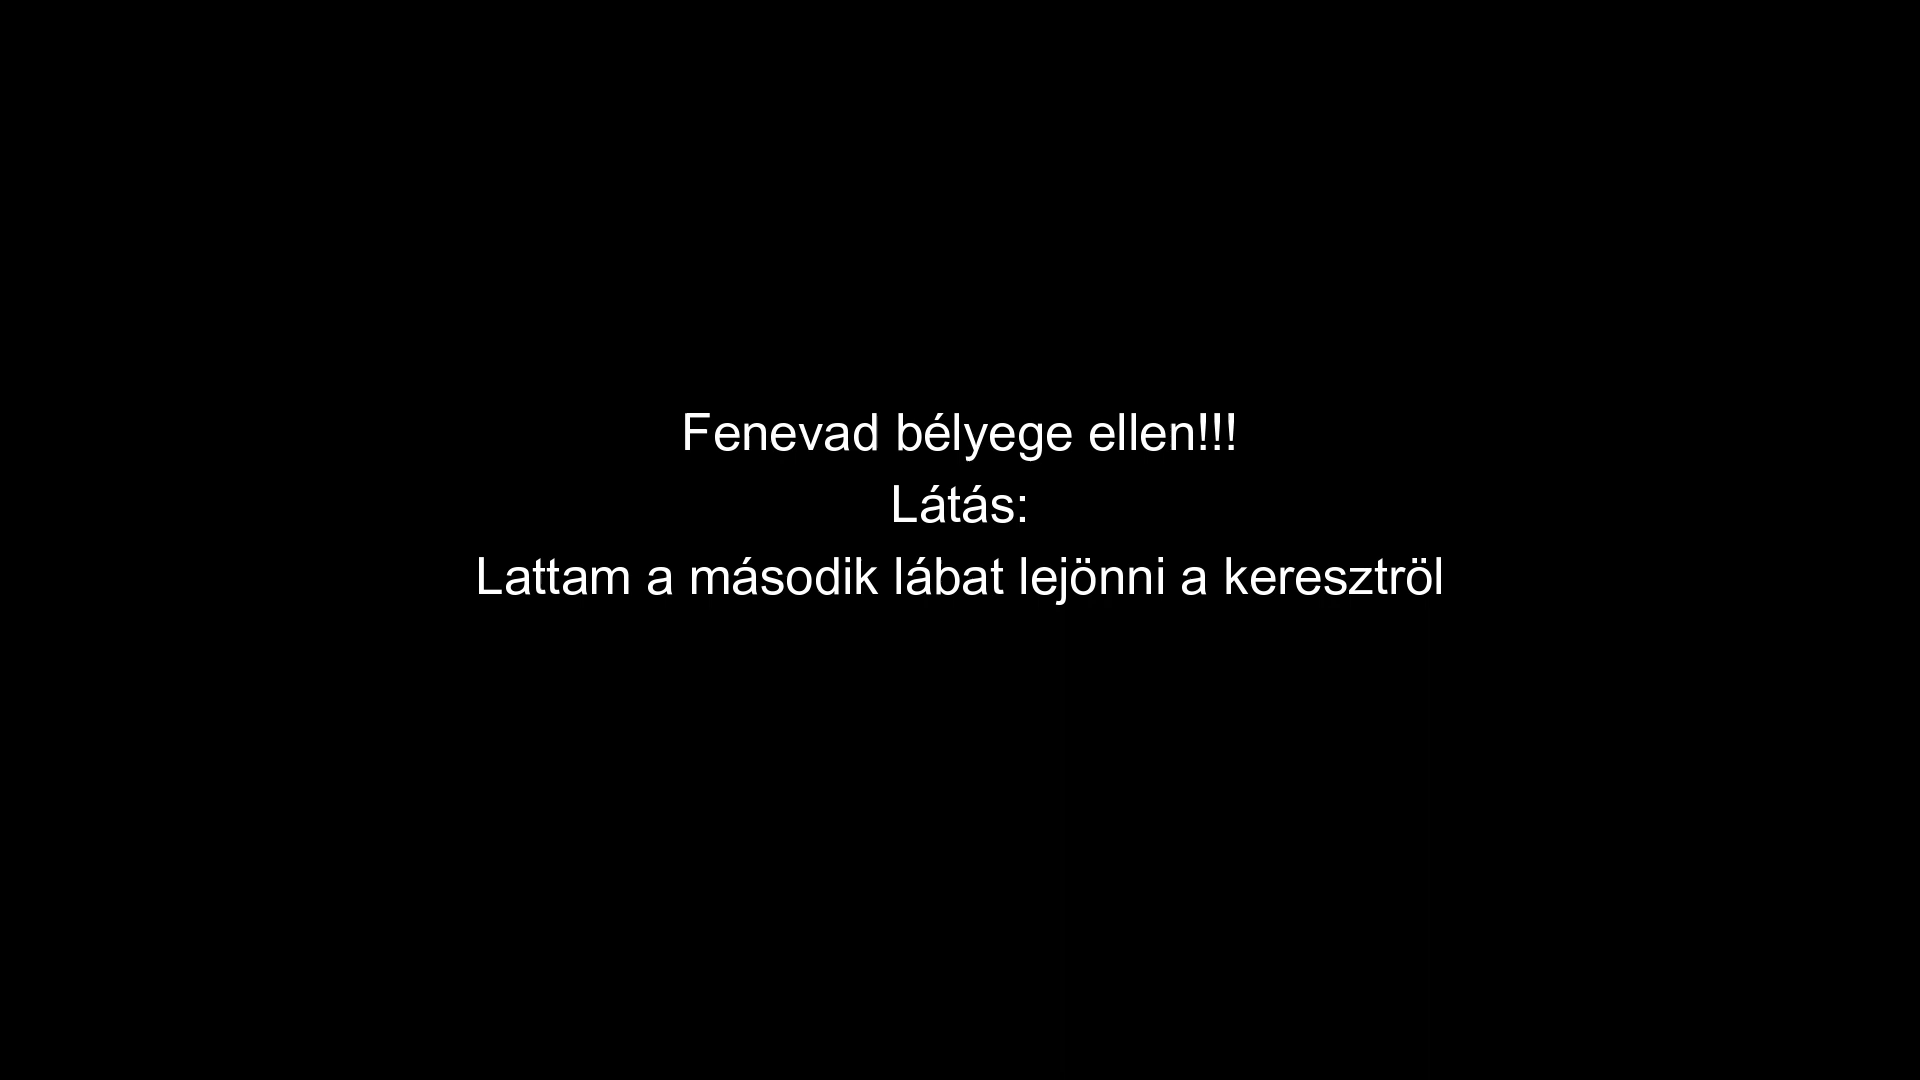 Fenevad bélyege ellen!!!
Látás:
Lattam a második lábat lejönni a keresztröl